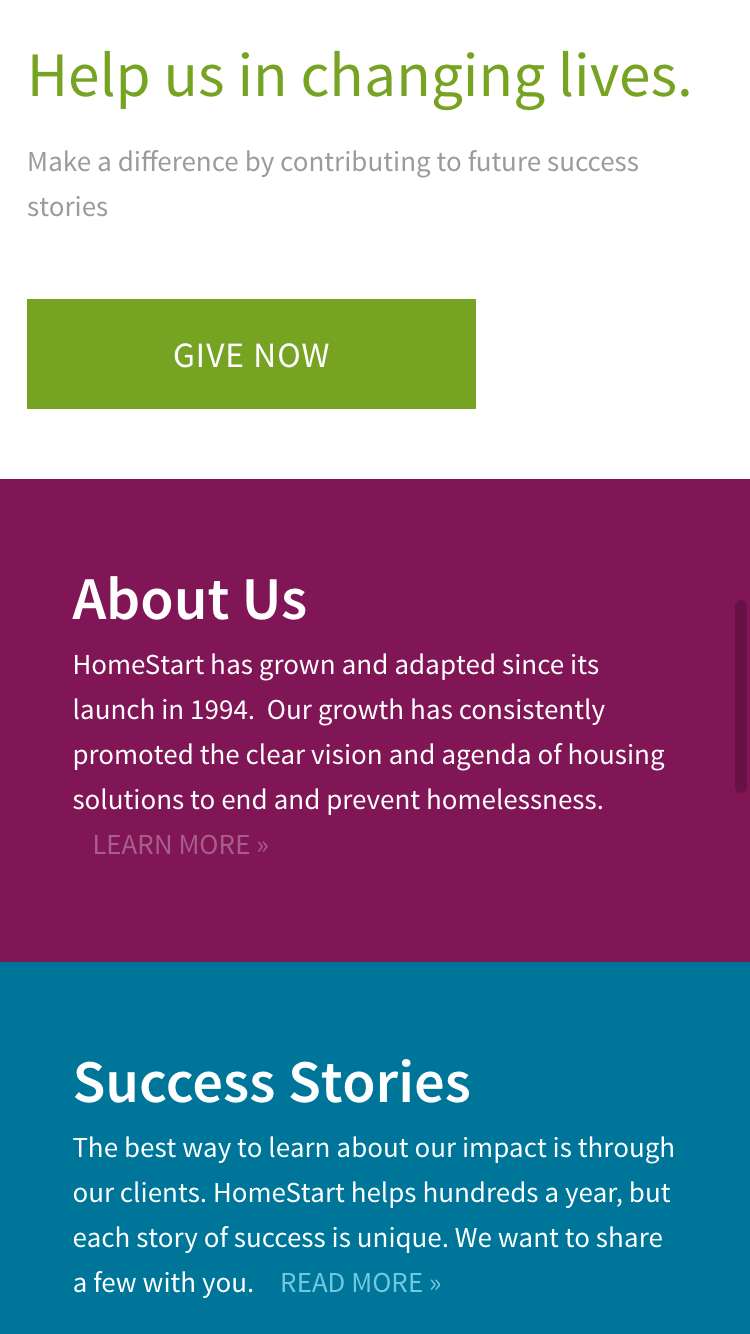 Help us in changing lives.
Make a difference by contributing to future success
stories
GIVE NOW
About Us
HomeStart has grown and adapted since its
launch in 1994.  Our growth has consistently
promoted the clear vision and agenda of housing
solutions to end and prevent homelessness.
LEARN MORE »
Success Stories
The best way to learn about our impact is through
our clients. HomeStart helps hundreds a year, but
each story of success is unique. We want to share
a few with you.    READ MORE »